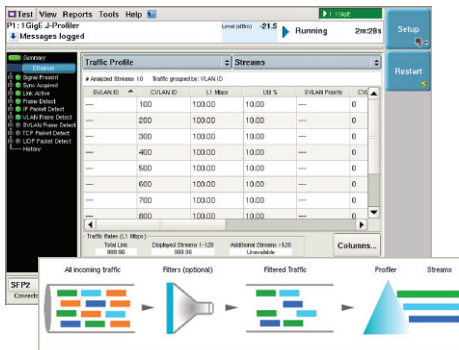 Test View Reports Tools Help
P1: 1GigE J-Profiler
Messages logged
Level (dBm) -21.5
Running
1: 1GigE
2m:28s
Setup
Restart
Summary
Ethernet
Signal Present
Sync Acquired
Link Active
Frame Detect
IP Packet Detect
VLAN Frame Detect
SVLAN Frame Detect
TCP Packet Detect
UDP Packet Detect
History
Traffic Profile
Streams
# Analyzed Streams 10 Traffic grouped by: VLAN ID
SVLAN ID CVLAN ID L1 Mbps Util % SVLAN Priority
--- 100 100.00 10.00 --- 0
--- 200 100.00 10.00 --- 0
--- 300 100.00 10.00 --- 0
--- 400 100.00 10.00 --- 0
--- 500 100.00 10.00 --- 0
--- 600 100.00 10.00 --- 0
--- 700 100.00 10.00 --- 0
--- 800 100.00 10.00 --- 0
Traffic Rates (L1 Mbps)
Total Link Displayed Streams 1-128 Additional Streams >128
999.96 999.96 Unavailable
Columns...
SFP2
All incoming traffic Filters (optional) Filtered Traffic Profiler Streams